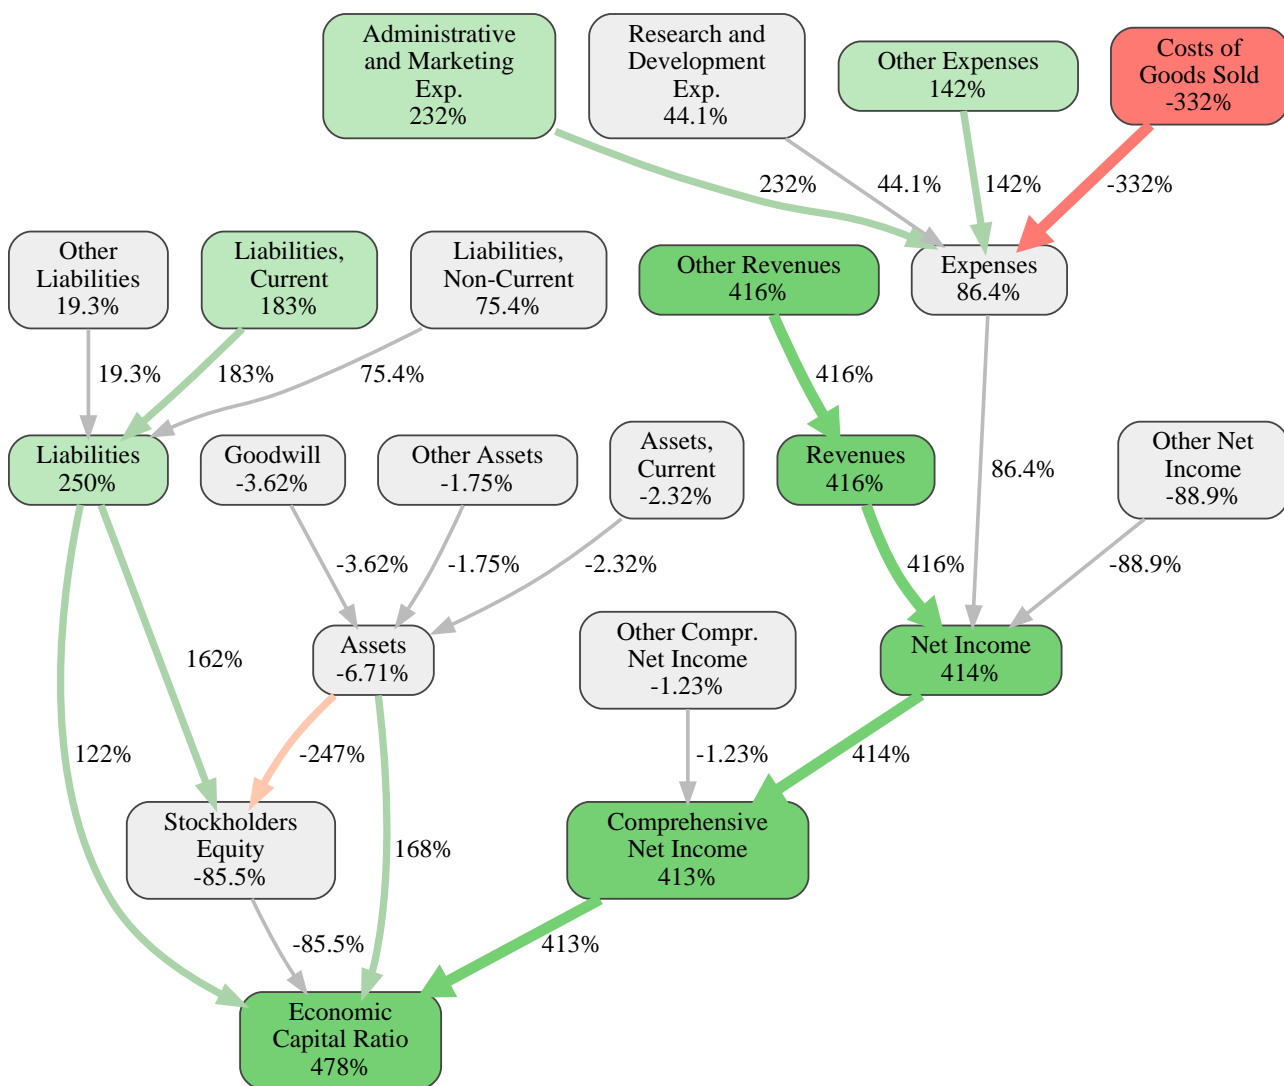 Administrative
and Marketing
Exp.
232%
Research and
Development
Exp.
44.1%
Other Expenses
142%
Costs of
Goods Sold
-332%
232%
44.1%
142%
-332%
Other
Liabilities
19.3%
Liabilities,
Current
183%
Liabilities,
Non-Current
75.4%
Other Revenues
416%
Expenses
86.4%
19.3%
183%
75.4%
416%
86.4%
Liabilities
250%
Goodwill
-3.62%
Other Assets
-1.75%
Assets,
Current
-2.32%
Revenues
416%
Other Net
Income
-88.9%
-3.62%
-1.75%
-2.32%
416%
-88.9%
162%
Assets
-6.71%
Other Compr.
Net Income
-1.23%
Net Income
414%
122%
-247%
-1.23%
414%
Stockholders
Equity
-85.5%
168%
Comprehensive
Net Income
413%
-85.5%
413%
Economic
Capital Ratio
478%